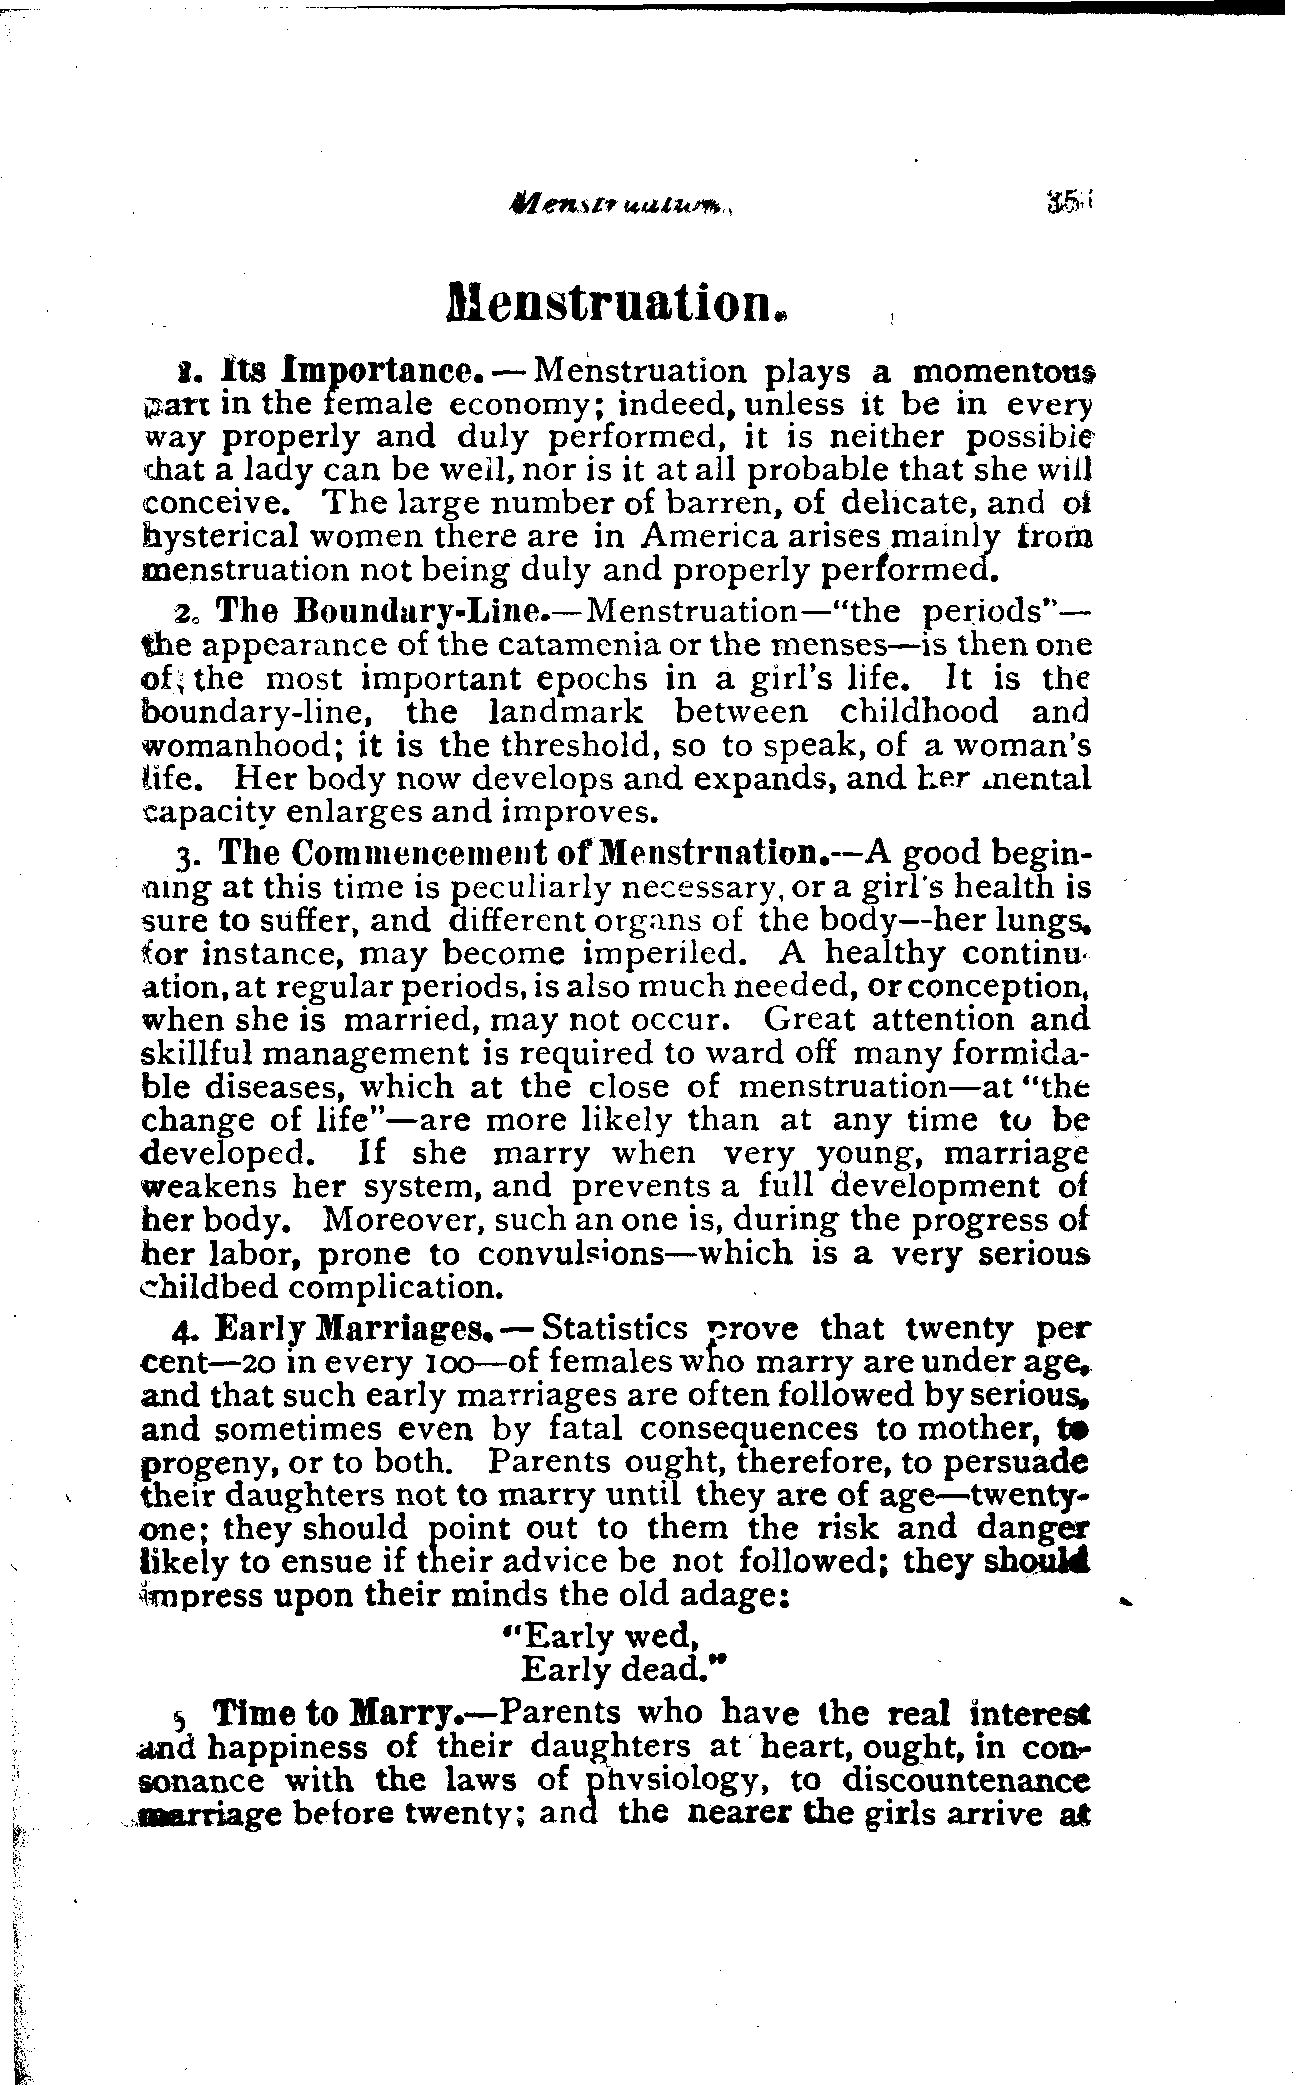 Menstruation.
Menstruation.
1. Its Importance.—Menstruation plays a momentous
part in the female economy; indeed, unless it be in every
way properly and duly performed, it is neither possible
that a lady can be well, nor is it at all probable that she will
conceive. The large number of barren, of delicate, and of
hysterical women there are in America arises mainly from
menstruation not being duly and properly performed.
2. The Boundary-Line.—Menstruation—"the periods"—
the appearance of the catamenia or the menses—is then one
of the most important epochs in a girl's life. It is the
boundary-line, the landmark between childhood and
womanhood; it is the threshold, so to speak, of a woman's
life. Her body now develops and expands, and her mental
capacity enlarges and improves.
3. The Commencement of Menstruation.—A good begin-
ning at this time is peculiarly necessary, or a girl's health is
sure to suffer, and different organs of the body—her lungs,
for instance, may become imperiled. A healthy continu-
ation, at regular periods, is also much needed, or conception,
when she is married, may not occur. Great attention and
skillful management is required to ward off many formida-
ble diseases, which at the close of menstruation—at "the
change of life"—are more likely than at any time to be
developed. If she marry when very young, marriage
weakens her system, and prevents a full development of
her body. Moreover, such an one is, during the progress of
her labor, prone to convulsions—which is a very serious
childbed complication.
4. Early Marriages.—Statistics prove that twenty per
cent—20 in every 100—of females who marry are under age,
and that such early marriages are often followed by serious,
and sometimes even by fatal consequences to mother, to
progeny, or to both. Parents ought, therefore, to persuade
their daughters not to marry until they are of age—twenty-
one; they should point out to them the risk and danger
likely to ensue if their advice be not followed; they should
impress upon their minds the old adage:
"Early wed,
Early dead."
5 Time to Marry.—Parents who have the real interest
and happiness of their daughters at heart, ought, in con-
sonance with the laws of physiology, to discountenance
marriage before twenty; and the nearer the girls arrive at